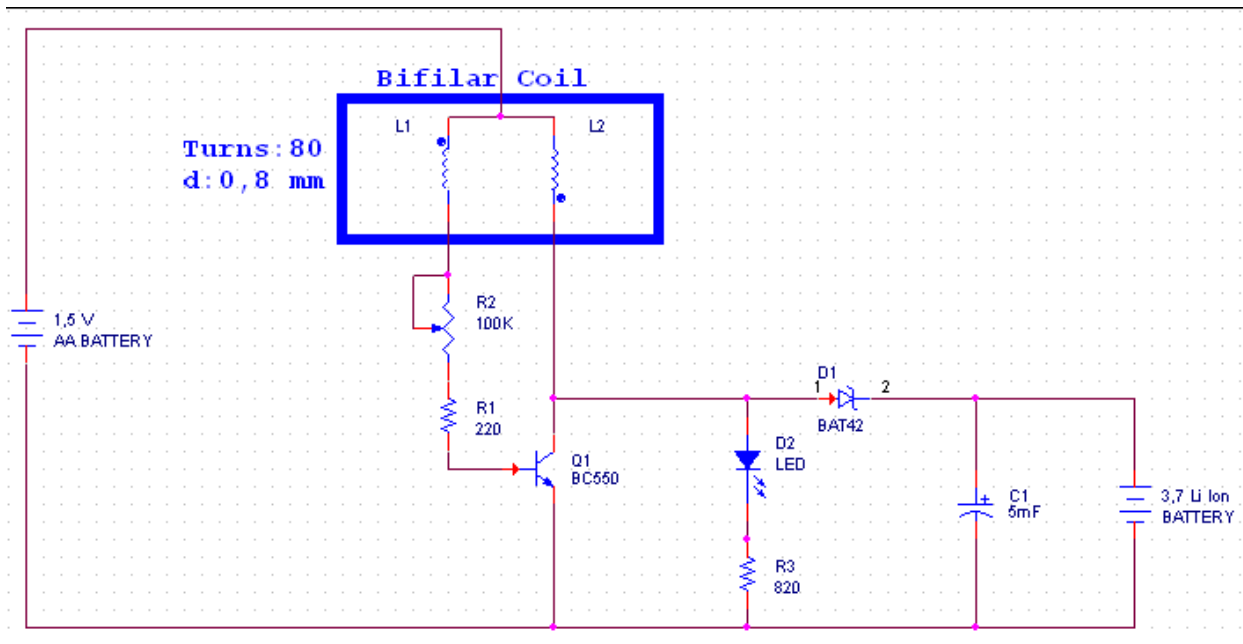 Bifilar Coil
L1
L2
Turns:80
d:0,8 mm
R2
100K
1,5 V
AA BATTERY
D1
1
2
BAT42
R1
220
D2
LED
Q1
BC550
C1
5mF
3,7 Li Ion
BATTERY
R3
820